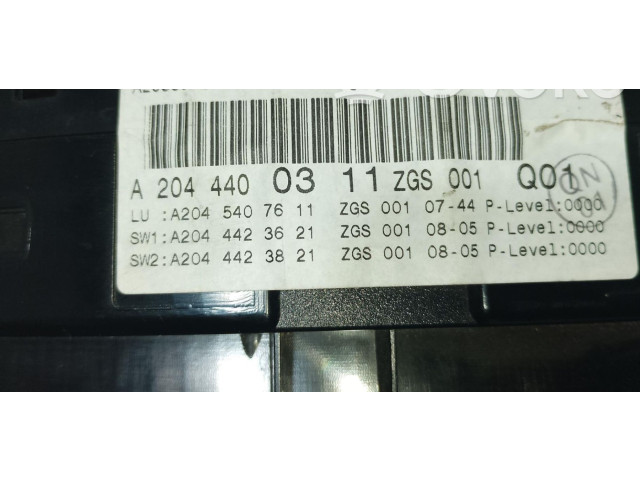 A 204 440 03 11 ZGS 001 Q01
LU :A204 540 76 11 ZGS 001 07-44 P-Level:0000
SW1:A204 442 36 21 ZGS 001 08-05 P-Level:0000
SW2:A204 442 38 21 ZGS 001 08-05 P-Level:0000